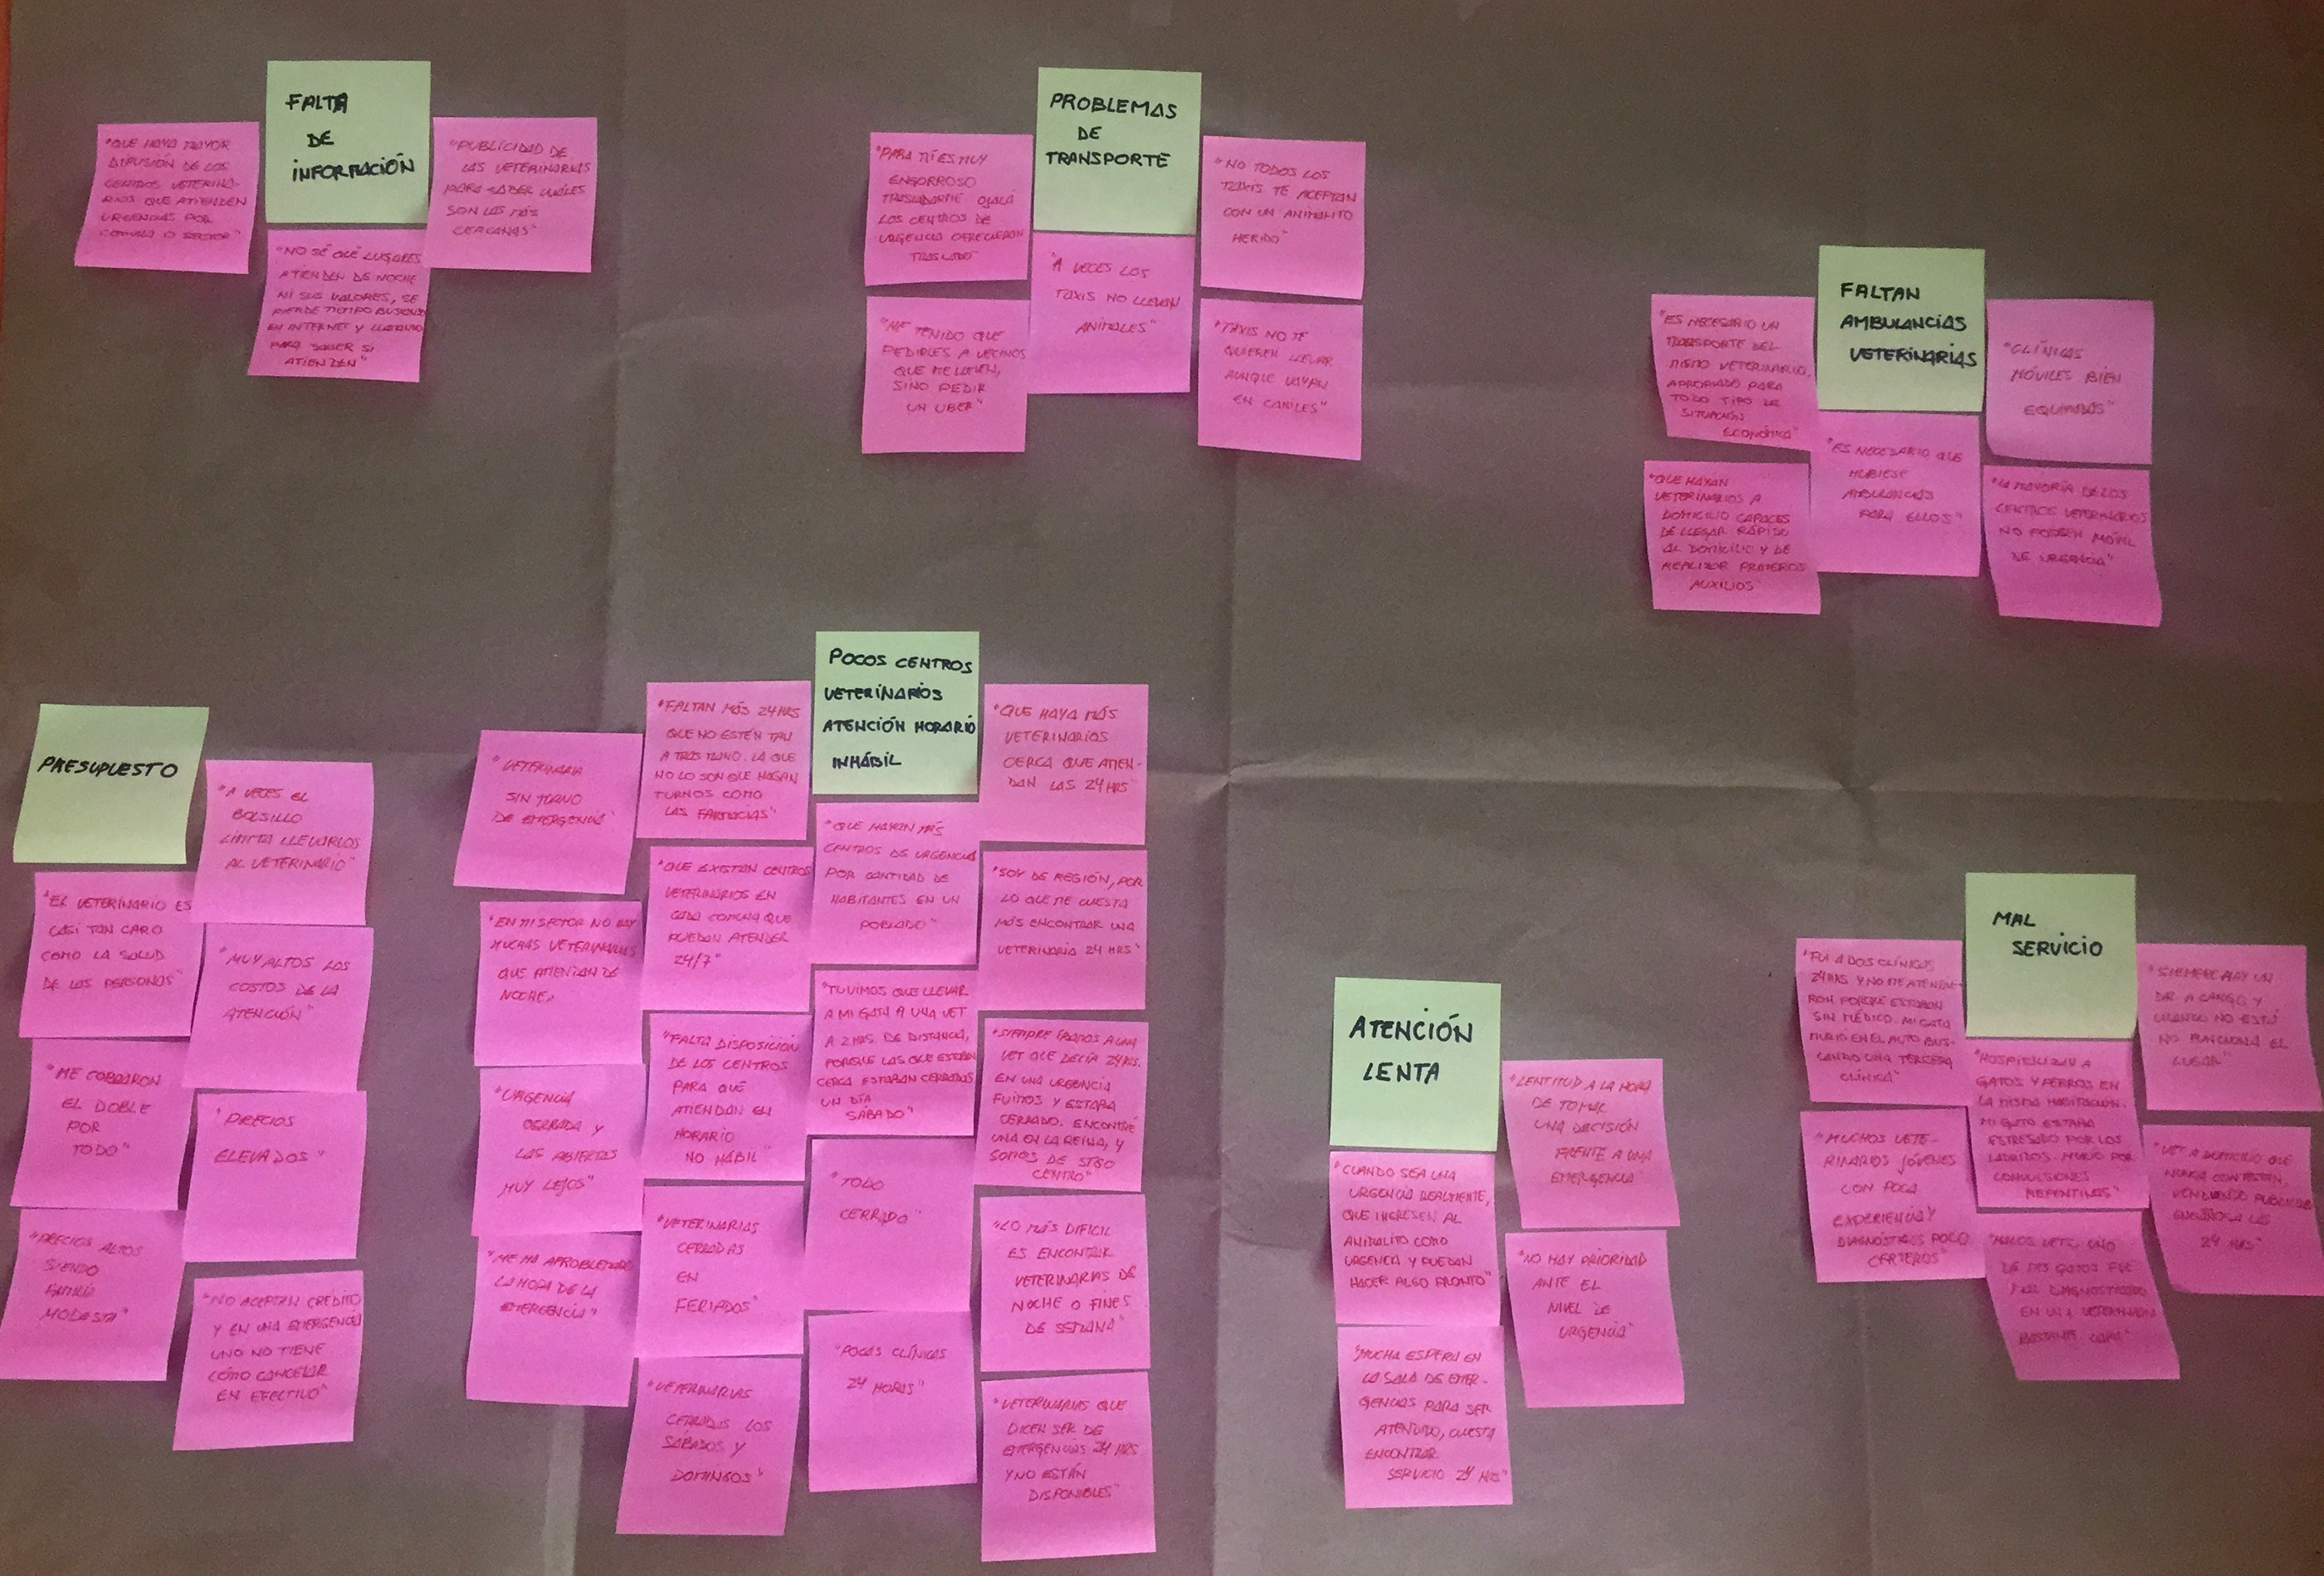 FALTA
DE
INFORMACIÓN
"QUE HAYA MAYOR
DIFUSIÓN DE LOS
CENTROS VETERINA-
RIOS QUE ATIENDEN
URGENCIAS POR
COMUNA O SECTOR"
"PUBLICIDAD DE
LAS VETERINARIAS
PARA SABER CUÁLES
SON LAS MÁS
CERCANAS"
"NO SÉ QUÉ LUGARES
ATIENDEN DE NOCHE
NI SUS VALORES, SE
PIERDE TIEMPO BUSCANDO
EN INTERNET Y LLAMANDO
PARA SABER SI
ATIENDEN"
PROBLEMAS
DE
TRANSPORTE
"PARA MÍ ES MUY
ENGORROSO
TRASLADARME OJALÁ
LOS CENTROS DE
URGENCIA OFRECIERAN
TRASLADO"
"NO TODOS LOS
TAXIS TE ACEPTAN
CON UN ANIMALITO
HERIDO"
"A VECES LOS
TAXIS NO LLEVAN
ANIMALES"
"HE TENIDO QUE
PEDIRLES A VECINOS
QUE ME LLEVEN,
SINO PEDIR
UN UBER"
"TAXIS NO TE
QUIEREN LLEVAR
AUNQUE VAYAN
EN CANILES"
FALTAN
AMBULANCIAS
VETERINARIAS
"ES NECESARIO UN
TRANSPORTE DEL
MISMO VETERINARIO,
APROPIADO PARA
TODO TIPO DE
SITUACIÓN
ECONÓMICA"
"CLÍNICAS
MÓVILES BIEN
EQUIPADAS"
"ES NECESARIO QUE
HUBIESE
AMBULANCIAS
PARA ELLOS"
"QUE HAYAN
VETERINARIOS A
DOMICILIO CAPACES
DE LLEGAR RÁPIDO
AL DOMICILIO Y DE
REALIZAR PRIMEROS
AUXILIOS"
"LA MAYORÍA DE LOS
CENTROS VETERINARIOS
NO POSEEN MÓVIL
DE URGENCIA"
PRESUPUESTO
"A VECES EL
BOLSILLO
LIMITA LLEVARLOS
AL VETERINARIO"
"EL VETERINARIO ES
CASI TAN CARO
COMO LA SALUD
DE LAS PERSONAS"
"MUY ALTOS LOS
COSTOS DE LA
ATENCIÓN"
"ME COBRARON
EL DOBLE
POR
TODO"
"PRECIOS
ELEVADOS"
"PRECIOS ALTOS
SIENDO
FAMILIA
MODESTA"
"NO ACEPTAN CREDITO
Y EN UNA EMERGENCIA
UNO NO TIENE
CÓMO CANCELAR
EN EFECTIVO"
POCOS CENTROS
VETERINARIOS
ATENCIÓN HORARIO
INHÁBIL
"VETERINARIA
SIN TURNO
DE EMERGENCIA"
"EN MI SECTOR NO HAY
MUCHAS VETERINARIAS
QUE ATIENDAN DE
NOCHE"
"URGENCIA
CERRADA Y
LAS ABIERTAS
MUY LEJOS"
"ME HA APROBLEMADO
LA HORA DE LA
EMERGENCIA"
"FALTAN MÁS 24 HRS
QUE NO ESTÉN TAN
A TRAS MANO. LA QUE
NO LO SON QUE HAGAN
TURNOS COMO
LAS FARMACIAS"
"QUE EXISTAN CENTROS
VETERINARIOS EN
CADA COMUNA QUE
PUEDAN ATENDER
24/7"
"FALTA DISPOSICIÓN
DE LOS CENTROS
PARA QUE
ATIENDAN EN
HORARIO
NO HÁBIL"
"VETERINARIAS
CERRADAS
EN
FERIADOS"
"VETERINARIAS
CERRADAS LOS
SÁBADOS Y
DOMINGOS"
"QUE HAYAN MÁS
CENTROS DE URGENCIA
POR CANTIDAD DE
HABITANTES EN UN
POBLADO"
"TUVIMOS QUE LLEVAR
A MI GATA A UNA VET
A 2 HRS. DE DISTANCIA,
PORQUE LAS QUE ESTABAN
CERCA ESTABAN CERRADAS
UN DÍA
SÁBADO"
"TODO
CERRADO"
"POCAS CLÍNICAS
24 HORAS"
"QUE HAYA MÁS
VETERINARIOS
CERCA QUE ATIEN-
DAN LAS 24 HRS"
"SOY DE REGIÓN, POR
LO QUE ME CUESTA
MÁS ENCONTRAR UNA
VETERINARIA 24 HRS"
"SIEMPRE ÍBAMOS A UNA
VET QUE DECÍA 24 HRS.
EN UNA URGENCIA
FUIMOS Y ESTABA
CERRADO. ENCONTRÉ
UNA EN LA REINA, Y
SOMOS DE STGO
CENTRO"
"LO MÁS DIFICIL
ES ENCONTRAR
VETERINARIAS DE
NOCHE O FINES
DE SEMANA"
"VETERINARIAS QUE
DICEN SER DE
EMERGENCIAS 24 HRS
Y NO ESTÁN
DISPONIBLES"
ATENCIÓN
LENTA
"LENTITUD A LA HORA
DE TOMAR
UNA DECISIÓN
FRENTE A UNA
EMERGENCIA"
"CUANDO SEA UNA
URGENCIA REALMENTE,
QUE INGRESEN AL
ANIMALITO COMO
URGENCIA Y PUEDAN
HACER ALGO PRONTO"
"NO HAY PRIORIDAD
ANTE EL
NIVEL DE
URGENCIA"
"MUCHA ESPERA EN
LA SALA DE EMER-
GENCIAS PARA SER
ATENDIDO, CUESTA
ENCONTRAR
SERVICIO 24 HRS"
MAL
SERVICIO
"FUI A DOS CLÍNICAS
24 HRS Y NO ME ATENDIE-
RON PORQUE ESTABAN
SIN MÉDICO. MI GATA
MURIO EN EL AUTO BUS-
CANDO UNA TERCERA
CLÍNICA"
"SIEMPRE HAY UN
DR. A CARGO Y
CUANDO NO ESTÁ
NO FUNCIONA EL
LUGAR"
"HOSPITALIZAN A
GATOS Y PERROS EN
LA MISMA HABITACIÓN.
MI GATO ESTABA
ESTRESADO POR LOS
LADRIDOS. MURIO POR
CONVULSIONES
REPENTINAS"
"MUCHOS VETE-
RINARIOS JÓVENES
CON POCA
EXPERIENCIA Y
DIAGNÓSTICOS POCO
CERTEROS"
"VET A DOMICILIO QUE
NUNCA CONTESTAN,
VENDIENDO PUBLICIDAD
ENGAÑOSA LAS
24 HRS"
"MALOS VETS. UNO
DE MIS GATOS FUE
MAL DIAGNOSTICADO
EN UNA VETERINARIA
BASTANTE CARA"